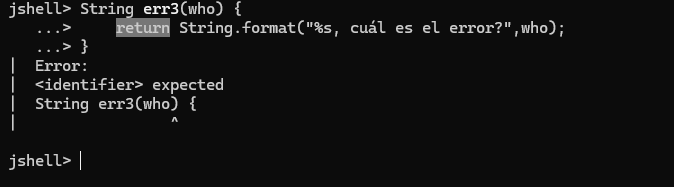 jshell> String err3(who) {
   ...>     return String.format("%s, cuál es el error?",who);
   ...> }
|  Error:
|  <identifier> expected
|  String err3(who) {
|                 ^
jshell>